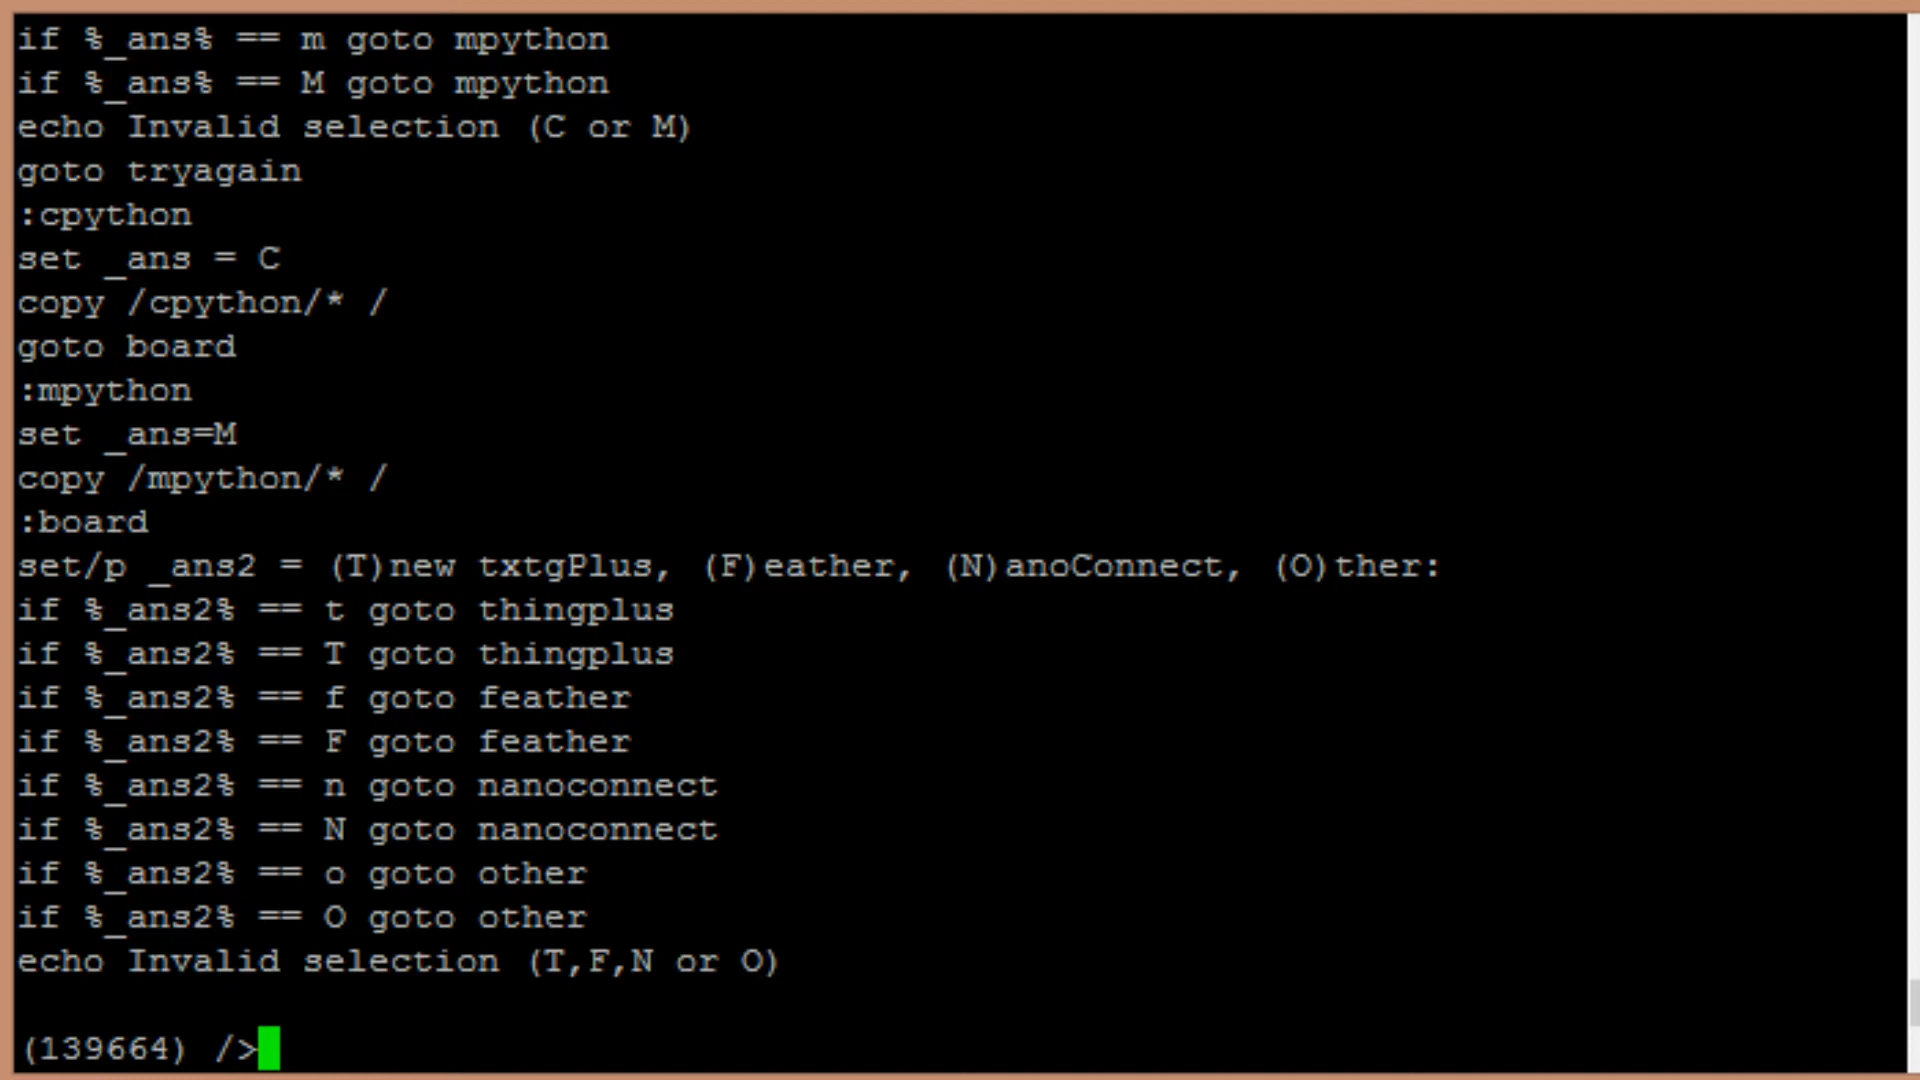 if %_ans% == m goto mpython
if %_ans% == M goto mpython
echo Invalid selection (C or M)
goto tryagain
:cpython
set _ans = C
copy /cpython/* /
goto board
:mpython
set _ans=M
copy /mpython/* /
:board
set/p _ans2 = (T)new txtgPlus, (F)eather, (N)anoConnect, (O)ther:
if %_ans2% == t goto thingplus
if %_ans2% == T goto thingplus
if %_ans2% == f goto feather
if %_ans2% == F goto feather
if %_ans2% == n goto nanoconnect
if %_ans2% == N goto nanoconnect
if %_ans2% == o goto other
if %_ans2% == O goto other
echo Invalid selection (T,F,N or O)
(139664) />